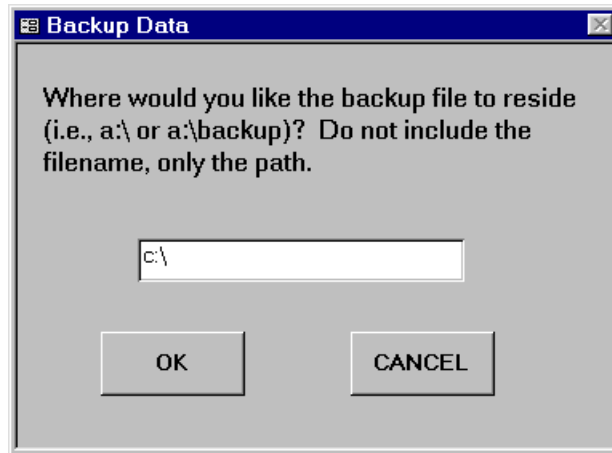 Backup Data
Where would you like the backup file to reside
(i.e., a:\ or a:\backup)?  Do not include the
filename, only the path.
c:\
OK
CANCEL